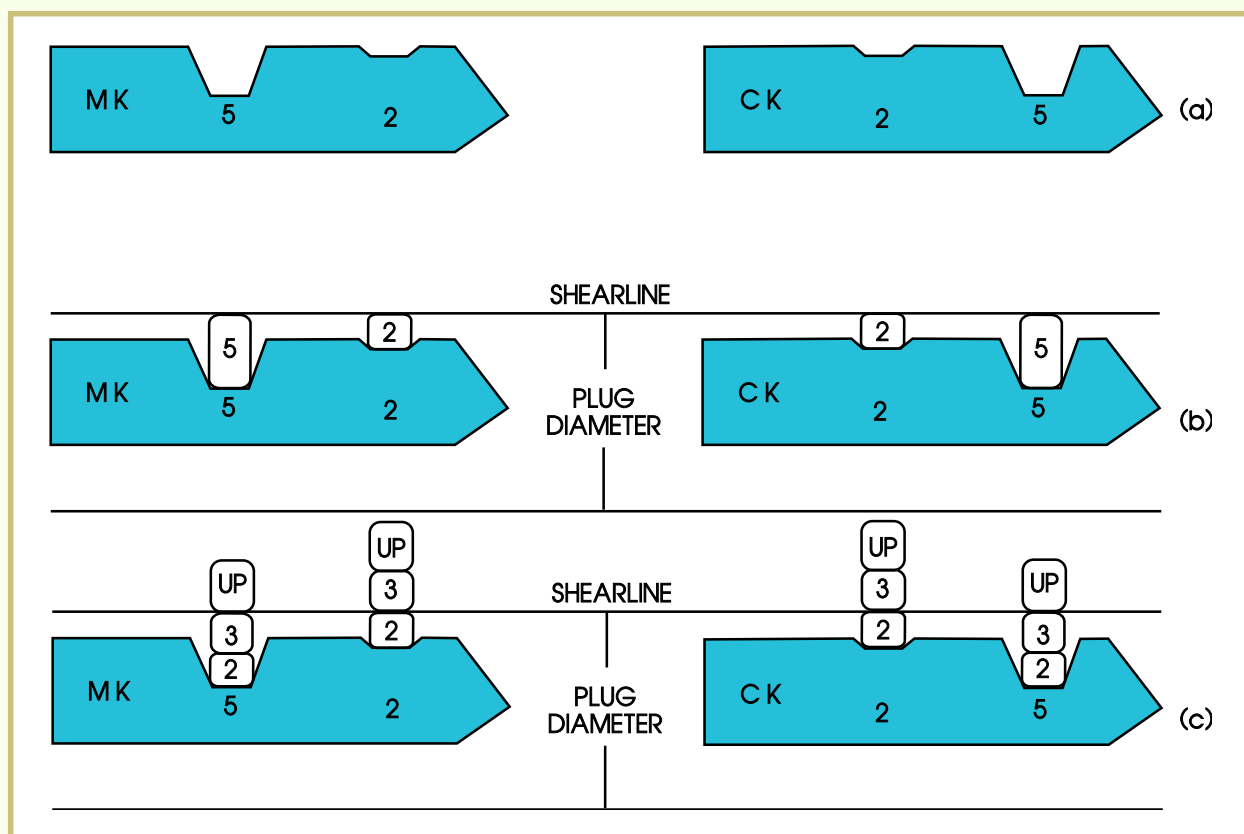 MK 5 2 CK 2 5 (a)
SHEARLINE
5 2 2 5
MK 5 2 PLUG DIAMETER CK 2 5 (b)
UP UP UP UP
3 3
SHEARLINE
3 2 2 3
2 2
MK 5 2 PLUG DIAMETER CK 2 5 (c)